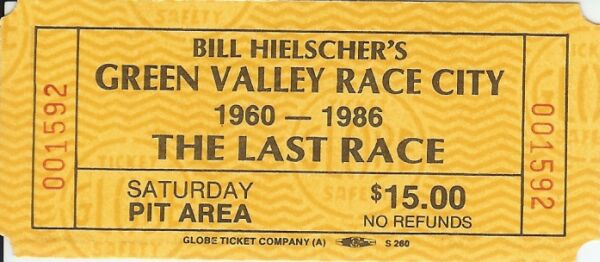 BILL HIELSCHER'S
GREEN VALLEY RACE CITY
1960 — 1986
THE LAST RACE
SATURDAY
PIT AREA
$15.00
NO REFUNDS
001592
001592
GLOBE TICKET COMPANY (A) S 260